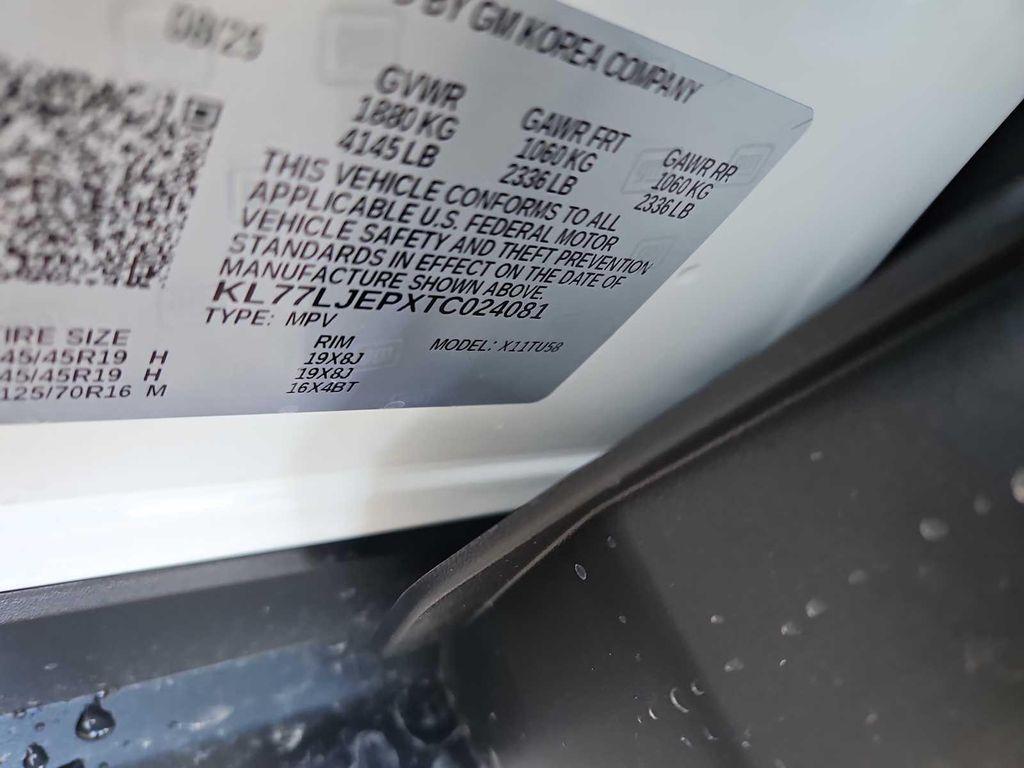 08/25
D BY GM KOREA COMPANY
GVWR GAWR FRT GAWR RR
1880 KG 1060 KG 1060 KG
4145 LB 2336 LB 2336 LB
THIS VEHICLE CONFORMS TO ALL
APPLICABLE U.S. FEDERAL MOTOR
VEHICLE SAFETY AND THEFT PREVENTION
STANDARDS IN EFFECT ON THE DATE OF
MANUFACTURE SHOWN ABOVE.
KL77LJEPXTC024081
TYPE: MPV MODEL: X11TU58
IRE SIZE RIM
45/45R19 H 19X8J
45/45R19 H 19X8J
125/70R16 M 16X4BT